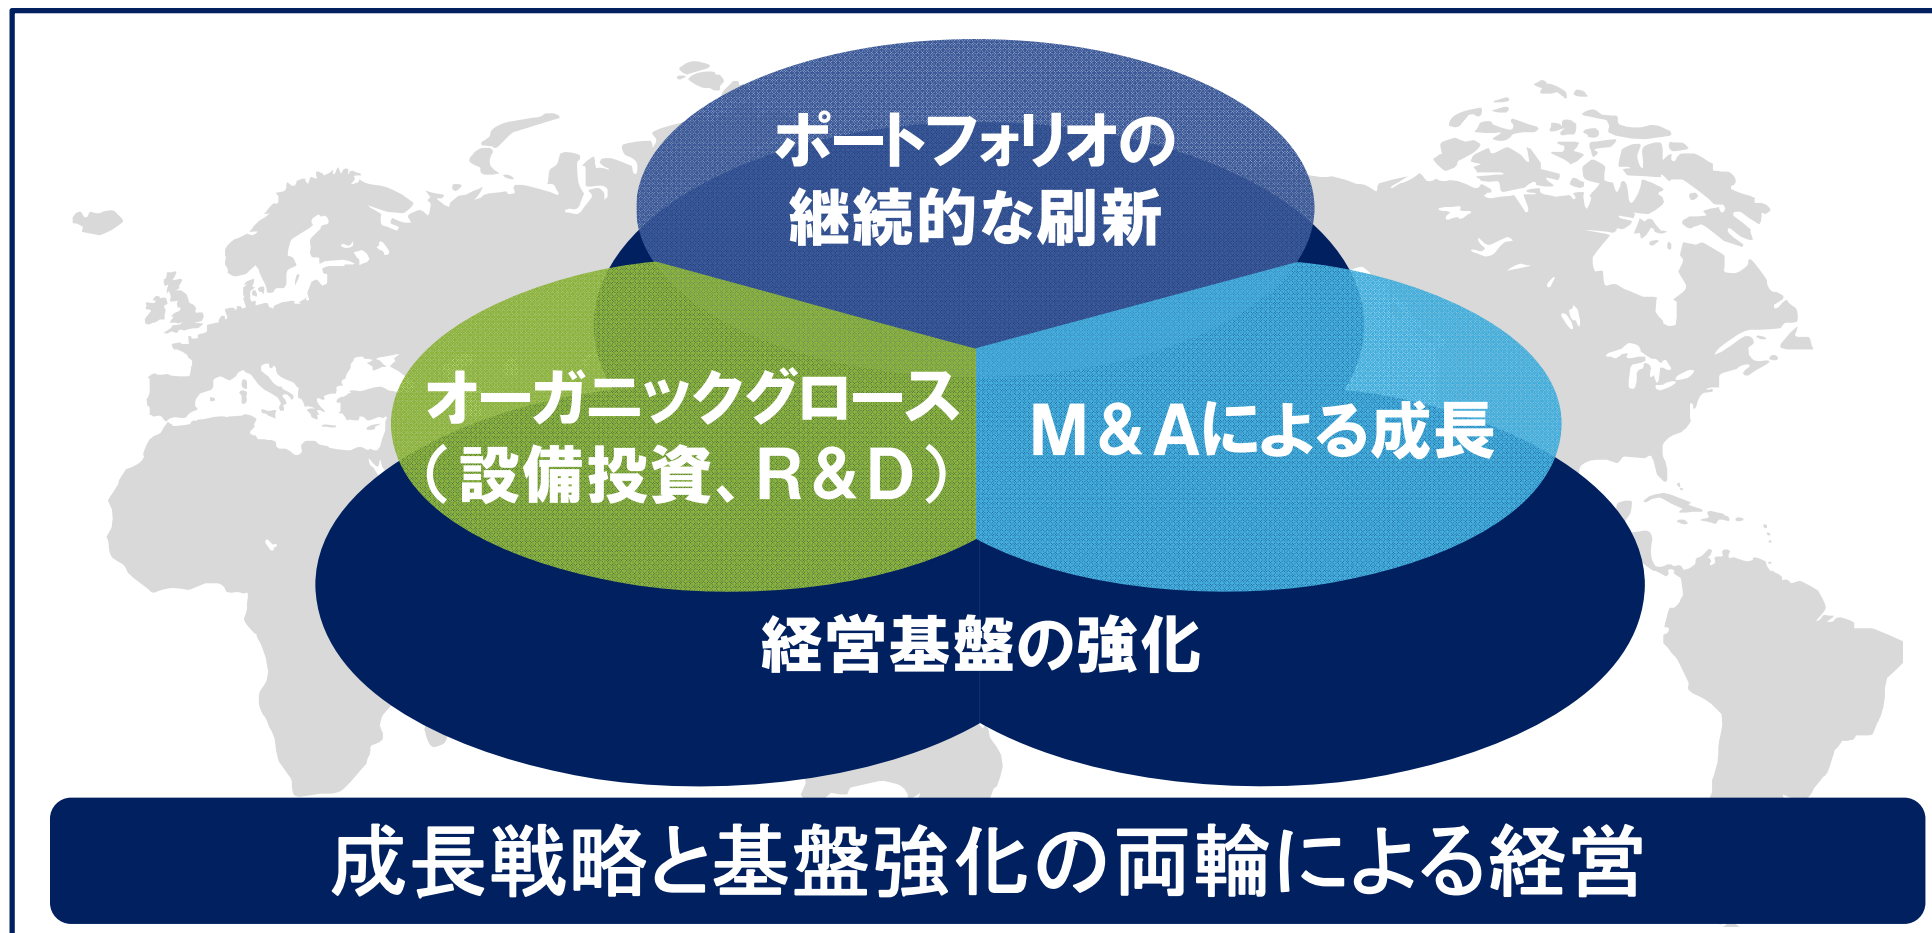 ポートフォリオの
継続的な刷新
オーガニックグロース
（設備投資、R&D）
M&Aによる成長
経営基盤の強化
成長戦略と基盤強化の両輪による経営